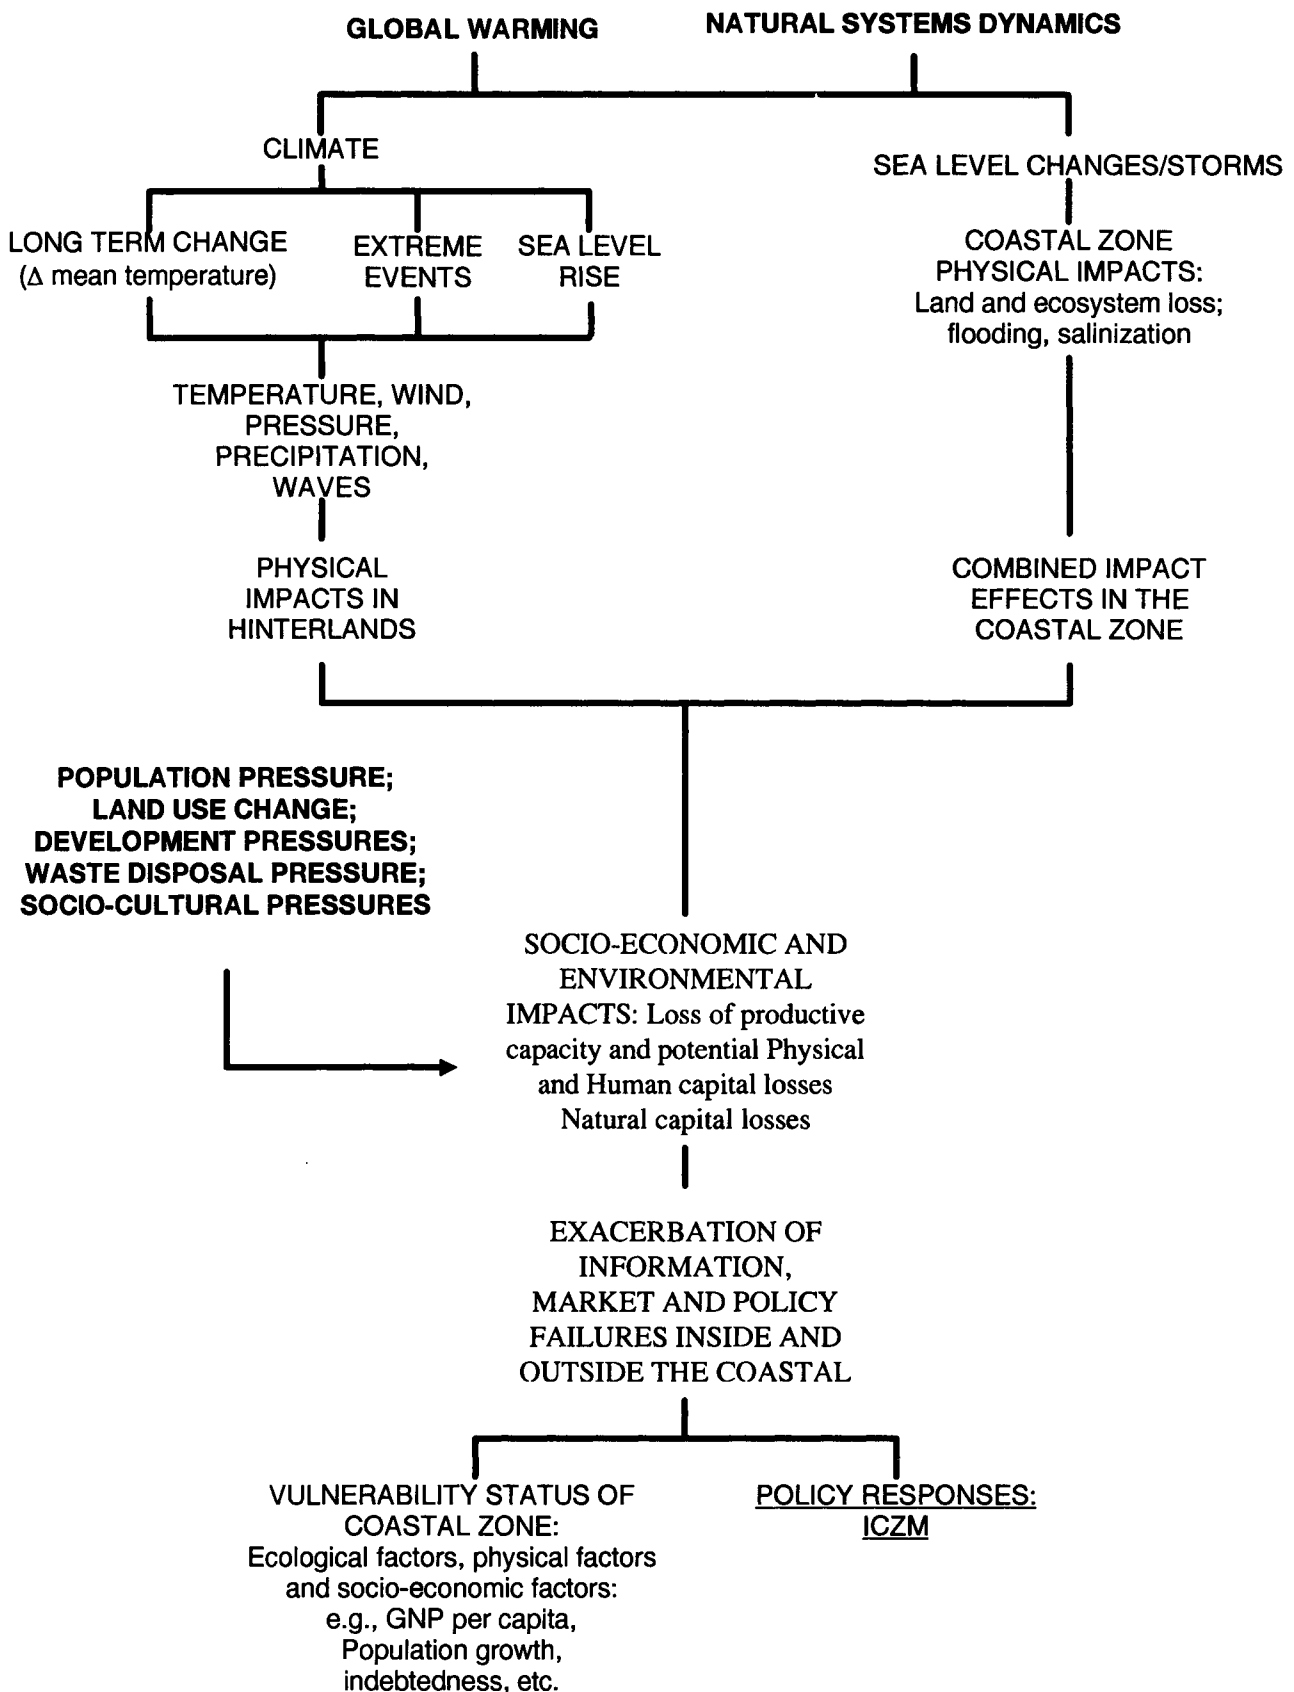 GLOBAL WARMING
NATURAL SYSTEMS DYNAMICS
CLIMATE
SEA LEVEL CHANGES/STORMS
LONG TERM CHANGE
(Δ mean temperature)
EXTREME
EVENTS
SEA LEVEL
RISE
COASTAL ZONE
PHYSICAL IMPACTS:
Land and ecosystem loss;
flooding, salinization
TEMPERATURE, WIND,
PRESSURE,
PRECIPITATION,
WAVES
PHYSICAL
IMPACTS IN
HINTERLANDS
COMBINED IMPACT
EFFECTS IN THE
COASTAL ZONE
POPULATION PRESSURE;
LAND USE CHANGE;
DEVELOPMENT PRESSURES;
WASTE DISPOSAL PRESSURE;
SOCIO-CULTURAL PRESSURES
SOCIO-ECONOMIC AND
ENVIRONMENTAL
IMPACTS: Loss of productive
capacity and potential Physical
and Human capital losses
Natural capital losses
EXACERBATION OF
INFORMATION,
MARKET AND POLICY
FAILURES INSIDE AND
OUTSIDE THE COASTAL
VULNERABILITY STATUS OF
COASTAL ZONE:
Ecological factors, physical factors
and socio-economic factors:
e.g., GNP per capita,
Population growth,
indebtedness, etc.
POLICY RESPONSES:
ICZM